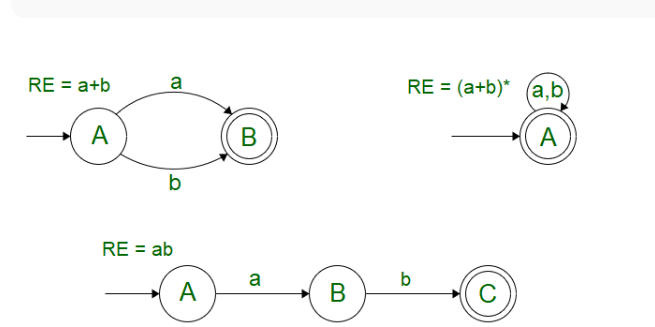 RE = a+b
a
A
B
b
RE = (a+b)*
a,b
A
RE = ab
A
a
B
b
C